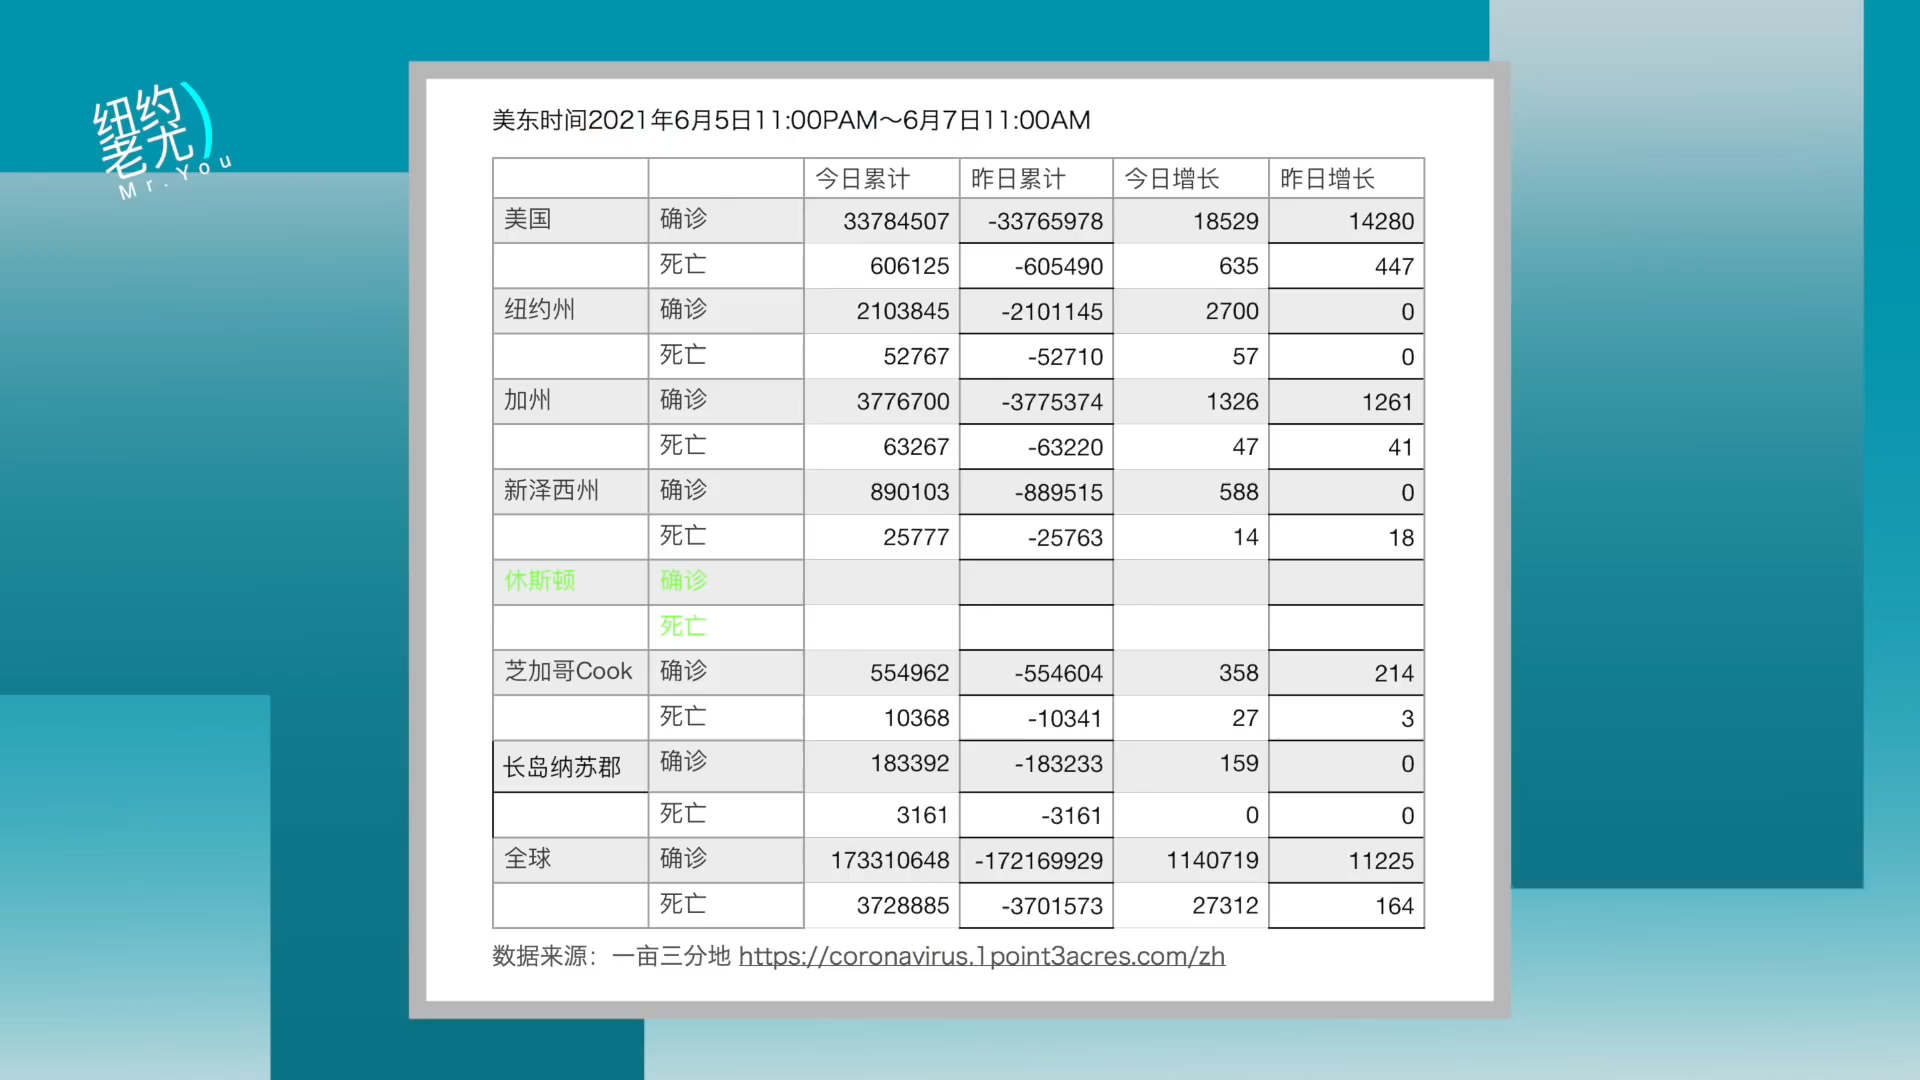 纽约
老尤
Mr.You
美东时间2021年6月5日11:00PAM～6月7日11:00AM
今日累计 昨日累计 今日增长 昨日增长
美国 确诊 33784507 -33765978 18529 14280
死亡 606125 -605490 635 447
纽约州 确诊 2103845 -2101145 2700 0
死亡 52767 -52710 57 0
加州 确诊 3776700 -3775374 1326 1261
死亡 63267 -63220 47 41
新泽西州 确诊 890103 -889515 588 0
死亡 25777 -25763 14 18
休斯顿 确诊
死亡
芝加哥Cook 确诊 554962 -554604 358 214
死亡 10368 -10341 27 3
长岛纳苏郡 确诊 183392 -183233 159 0
死亡 3161 -3161 0 0
全球 确诊 173310648 -172169929 1140719 11225
死亡 3728885 -3701573 27312 164
数据来源：一亩三分地 https://coronavirus.1point3acres.com/zh